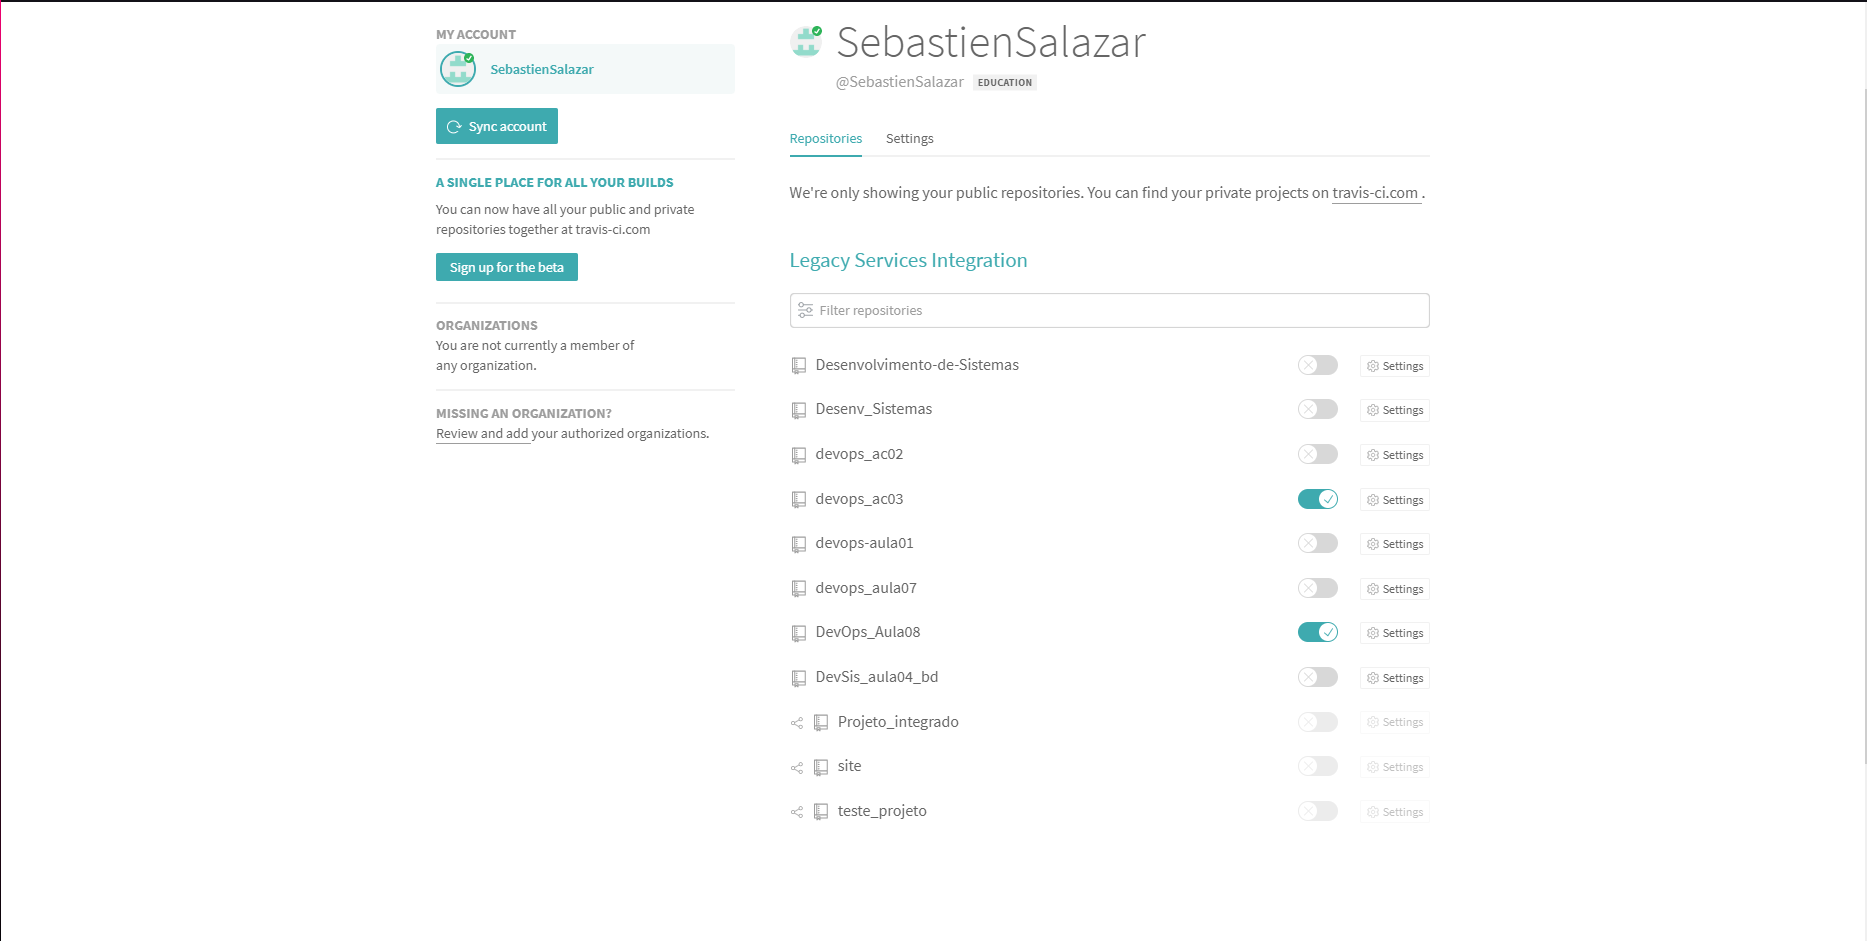 MY ACCOUNT
SebastienSalazar
Sync account
A SINGLE PLACE FOR ALL YOUR BUILDS
You can now have all your public and private
repositories together at travis-ci.com
Sign up for the beta
ORGANIZATIONS
You are not currently a member of
any organization.
MISSING AN ORGANIZATION?
Review and add your authorized organizations.
SebastienSalazar
@SebastienSalazar EDUCATION
Repositories Settings
We're only showing your public repositories. You can find your private projects on travis-ci.com .
Legacy Services Integration
Filter repositories
Desenvolvimento-de-Sistemas Settings
Desenv_Sistemas Settings
devops_ac02 Settings
devops_ac03 Settings
devops-aula01 Settings
devops_aula07 Settings
DevOps_Aula08 Settings
DevSis_aula04_bd Settings
Projeto_integrado Settings
site Settings
teste_projeto Settings